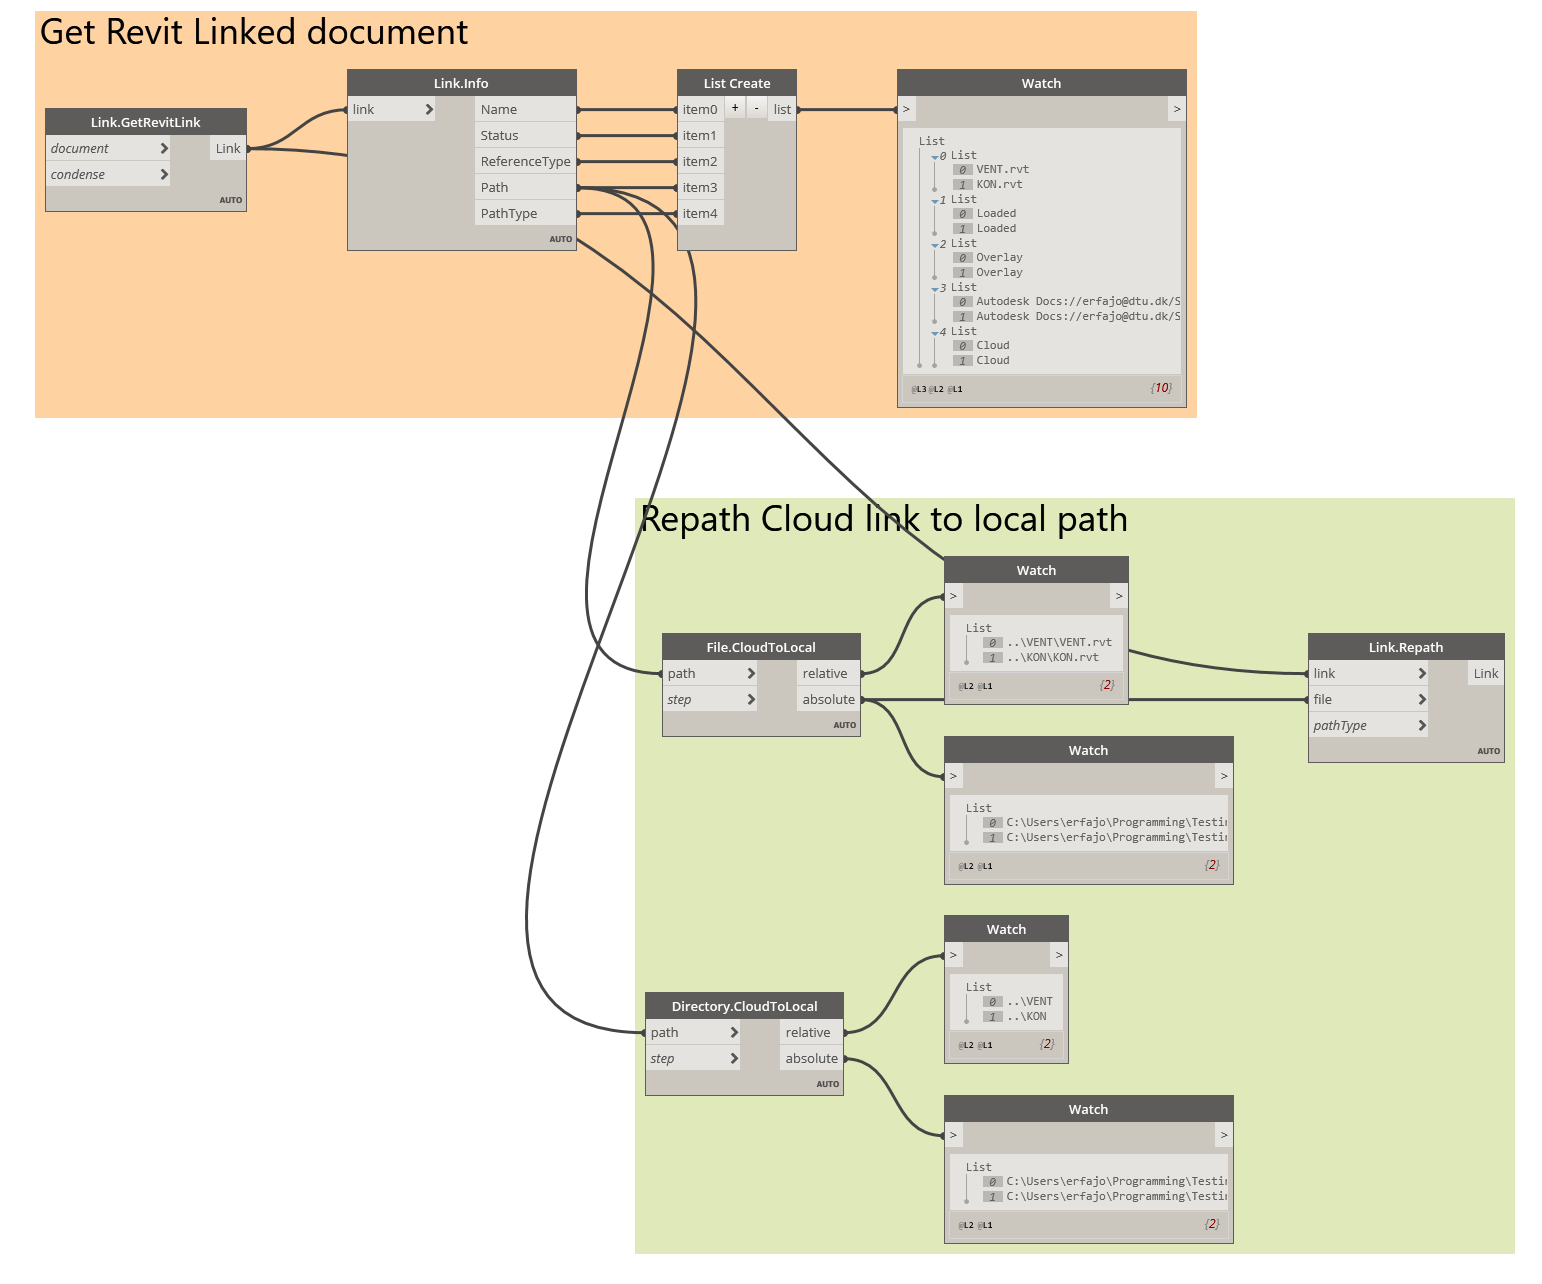 Get Revit Linked document
Link.GetRevitLink
document > Link
condense >
AUTO
Link.Info
link > Name
Status
ReferenceType
Path
PathType
AUTO
List Create
item0 + - list
item1
item2
item3
item4
Watch
> >
List
0 List
0 VENT.rvt
1 KON.rvt
1 List
0 Loaded
1 Loaded
2 List
0 Overlay
1 Overlay
3 List
0 Autodesk Docs://erfajo@dtu.dk/S
1 Autodesk Docs://erfajo@dtu.dk/S
4 List
0 Cloud
1 Cloud
@L3 @L2 @L1 {10}
Repath Cloud link to local path
File.CloudToLocal
path > relative
step > absolute
AUTO
Watch
> >
List
0 ..\VENT\VENT.rvt
1 ..\KON\KON.rvt
@L2 @L1 {2}
Link.Repath
link > Link
file >
pathType >
AUTO
Watch
> >
List
0 C:\Users\erfajo\Programming\Testin
1 C:\Users\erfajo\Programming\Testin
@L2 @L1 {2}
Directory.CloudToLocal
path > relative
step > absolute
AUTO
Watch
> >
List
0 ..\VENT
1 ..\KON
@L2 @L1 {2}
Watch
> >
List
0 C:\Users\erfajo\Programming\Testin
1 C:\Users\erfajo\Programming\Testin
@L2 @L1 {2}